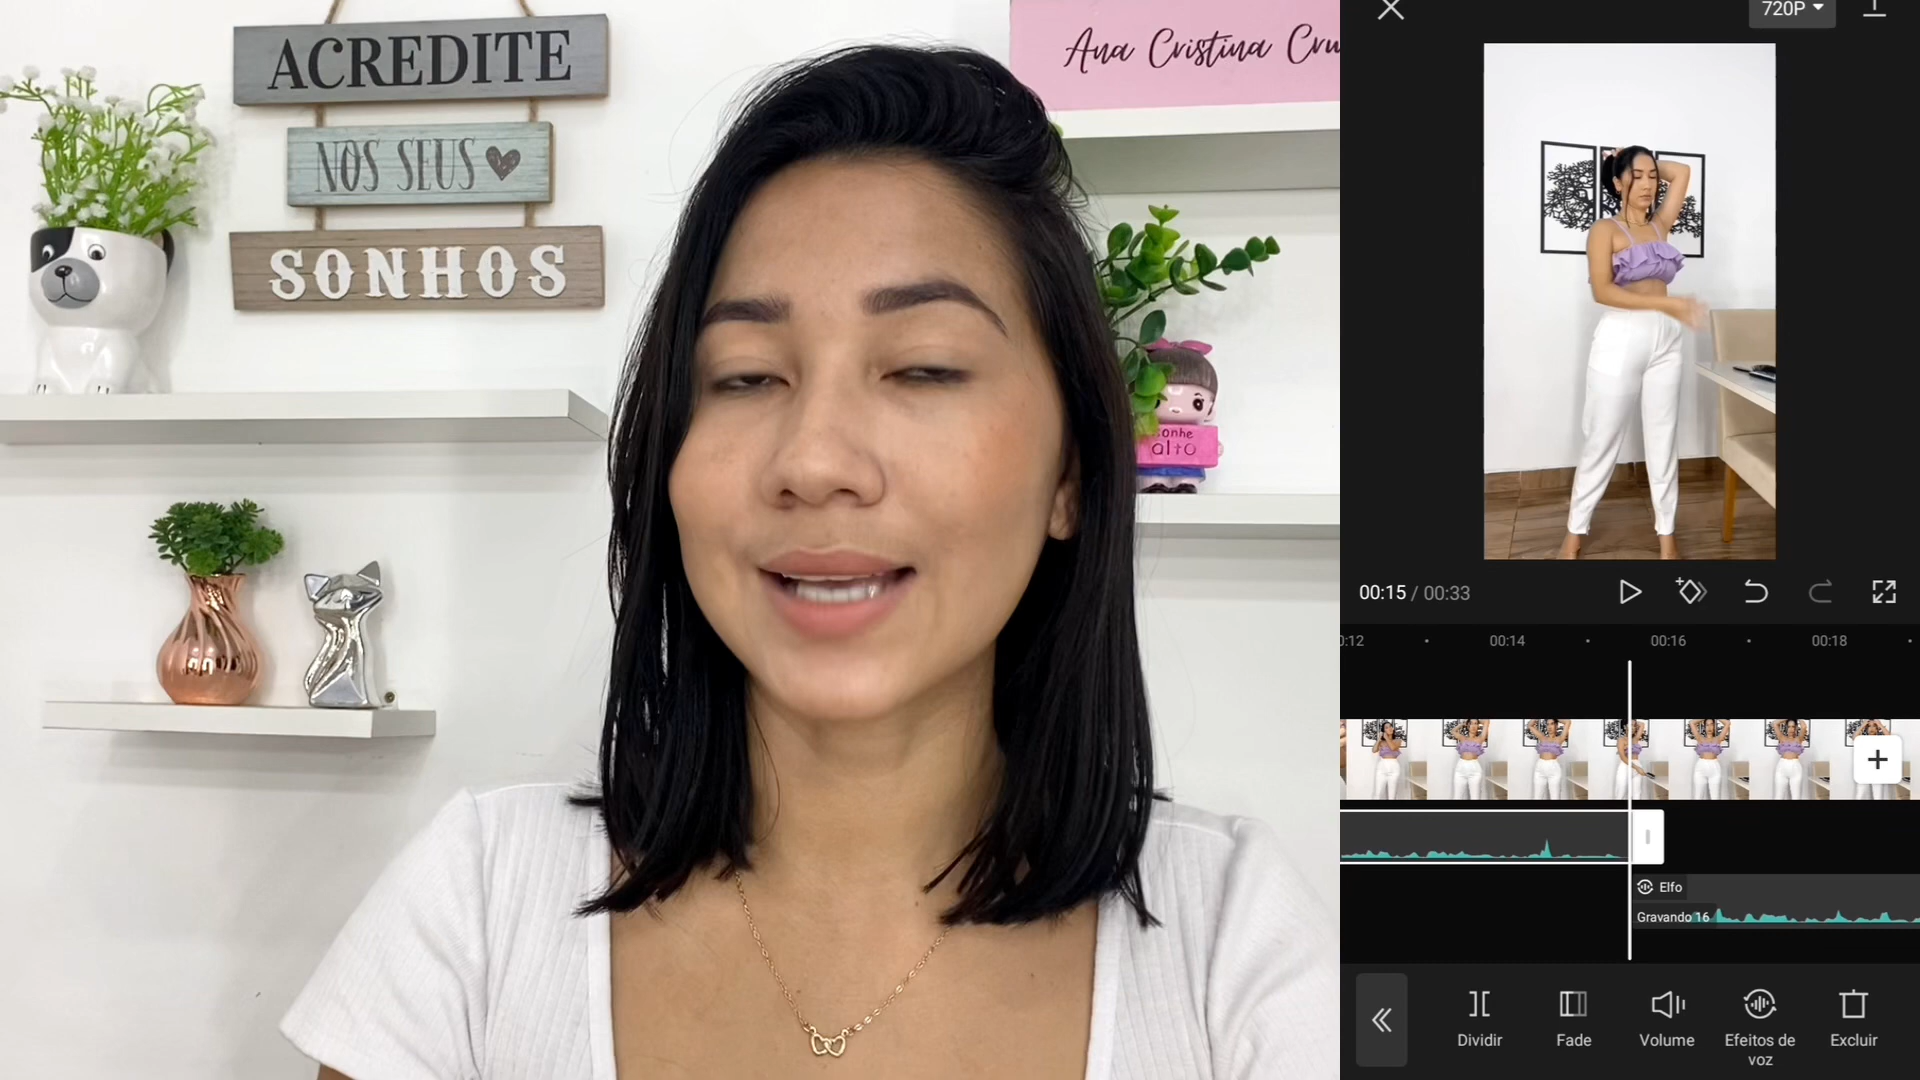 ACREDITE
NOS SEUS
SONHOS
Ana Cristina Cru
onhe
alto
720P
00:15 / 00:33
0:12
00:14
00:16
00:18
Elfo
Gravando 16
Dividir
Fade
Volume
Efeitos de
voz
Excluir